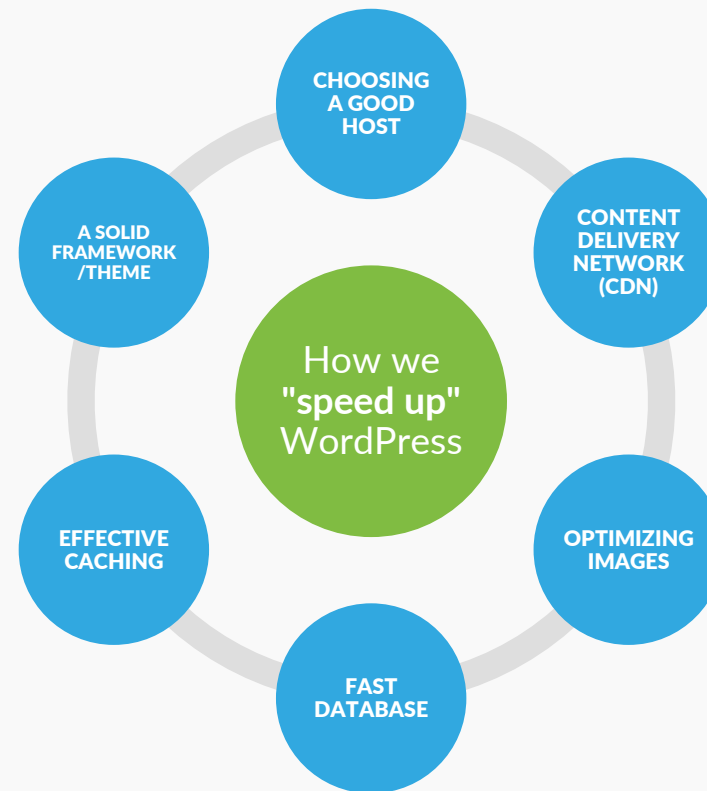 CHOOSING
A GOOD
HOST
CONTENT
DELIVERY
NETWORK
(CDN)
A SOLID
FRAMEWORK
/THEME
How we
"speed up"
WordPress
EFFECTIVE
CACHING
OPTIMIZING
IMAGES
FAST
DATABASE